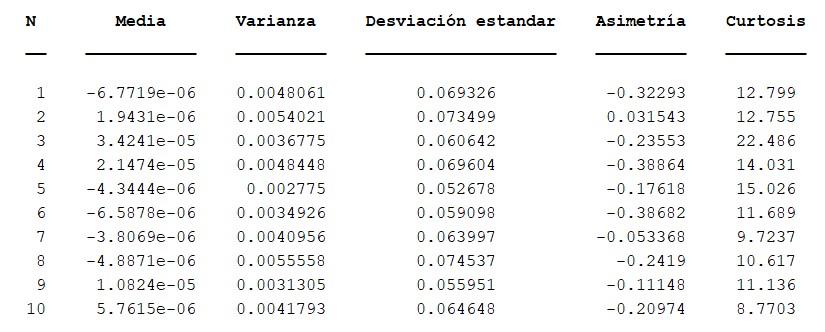 N Media Varianza Desviación estandar Asimetría Curtosis
1 -6.7719e-06 0.0048061 0.069326 -0.32293 12.799
2 1.9431e-06 0.0054021 0.073499 0.031543 12.755
3 3.4241e-05 0.0036775 0.060642 -0.23553 22.486
4 2.1474e-05 0.0048448 0.069604 -0.38864 14.031
5 -4.3444e-06 0.002775 0.052678 -0.17618 15.026
6 -6.5878e-06 0.0034926 0.059098 -0.38682 11.689
7 -3.8069e-06 0.0040956 0.063997 -0.053368 9.7237
8 -4.8871e-06 0.0055558 0.074537 -0.2419 10.617
9 1.0824e-05 0.0031305 0.055951 -0.11148 11.136
10 5.7615e-06 0.0041793 0.064648 -0.20974 8.7703